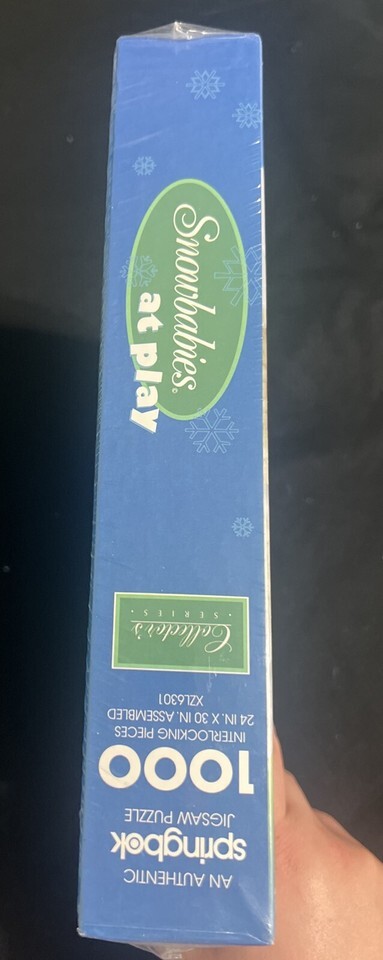 AN AUTHENTIC
springbok
JIGSAW PUZZLE
1000
INTERLOCKING PIECES
24 IN. X 30 IN. ASSEMBLED
XZL6301
Collector's
• SERIES •
Snowbabies®
at play